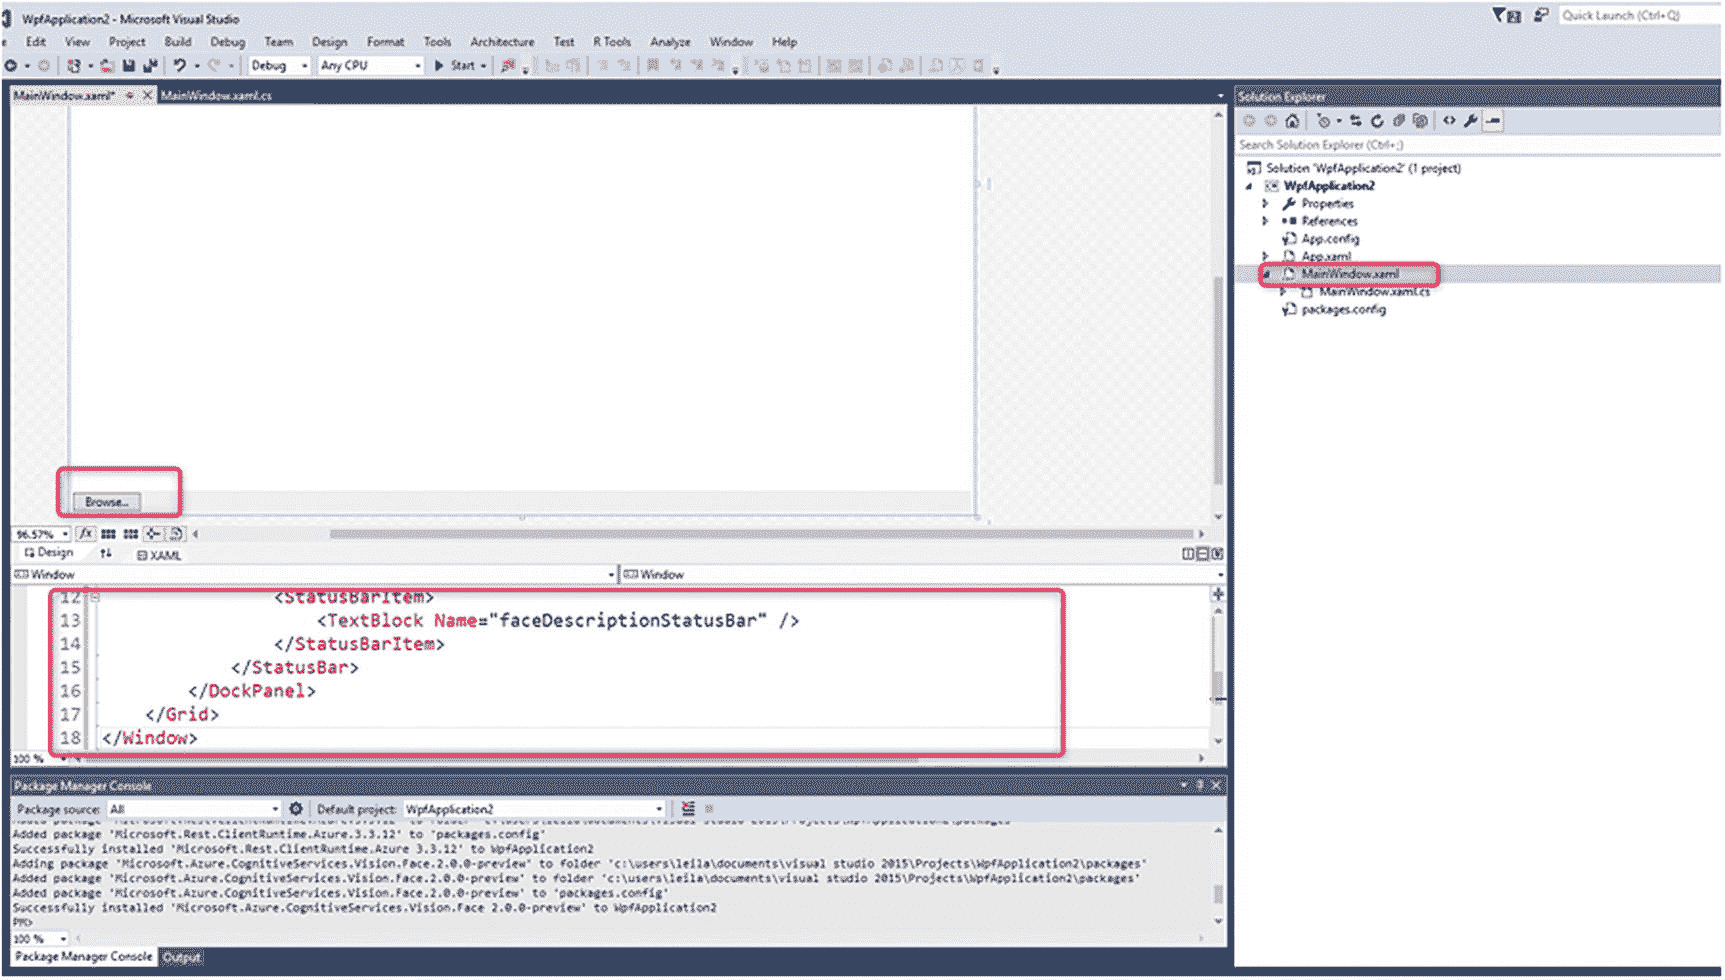 WpfApplication2 - Microsoft Visual Studio
Quick Launch (Ctrl+Q)
Edit View Project Build Debug Team Design Format Tools Architecture Test R Tools Analyze Window Help
Debug Any CPU Start
MainWindow.xaml* MainWindow.xaml.cs
Solution Explorer
Search Solution Explorer (Ctrl+;)
Solution 'WpfApplication2' (1 project)
WpfApplication2
Properties
References
App.config
App.xaml
MainWindow.xaml
MainWindow.xaml.cs
packages.config
Browse...
96.57%
Design XAML
Window Window
12 <StatusBarItem>
13 <TextBlock Name="faceDescriptionStatusBar" />
14 </StatusBarItem>
15 </StatusBar>
16 </DockPanel>
17 </Grid>
18 </Window>
100 %
Package Manager Console
Package source: All Default project: WpfApplication2
Added package 'Microsoft.Rest.ClientRuntime.Azure.3.3.12' to 'packages.config'
Successfully installed 'Microsoft.Rest.ClientRuntime.Azure 3.3.12' to WpfApplication2
Adding package 'Microsoft.Azure.CognitiveServices.Vision.Face.2.0.0-preview' to folder 'c:\users\leila\documents\visual studio 2015\Projects\WpfApplication2\packages'
Added package 'Microsoft.Azure.CognitiveServices.Vision.Face.2.0.0-preview' to folder 'c:\users\leila\documents\visual studio 2015\Projects\WpfApplication2\packages'
Added package 'Microsoft.Azure.CognitiveServices.Vision.Face.2.0.0-preview' to 'packages.config'
Successfully installed 'Microsoft.Azure.CognitiveServices.Vision.Face 2.0.0-preview' to WpfApplication2
PM>
100 %
Package Manager Console Output